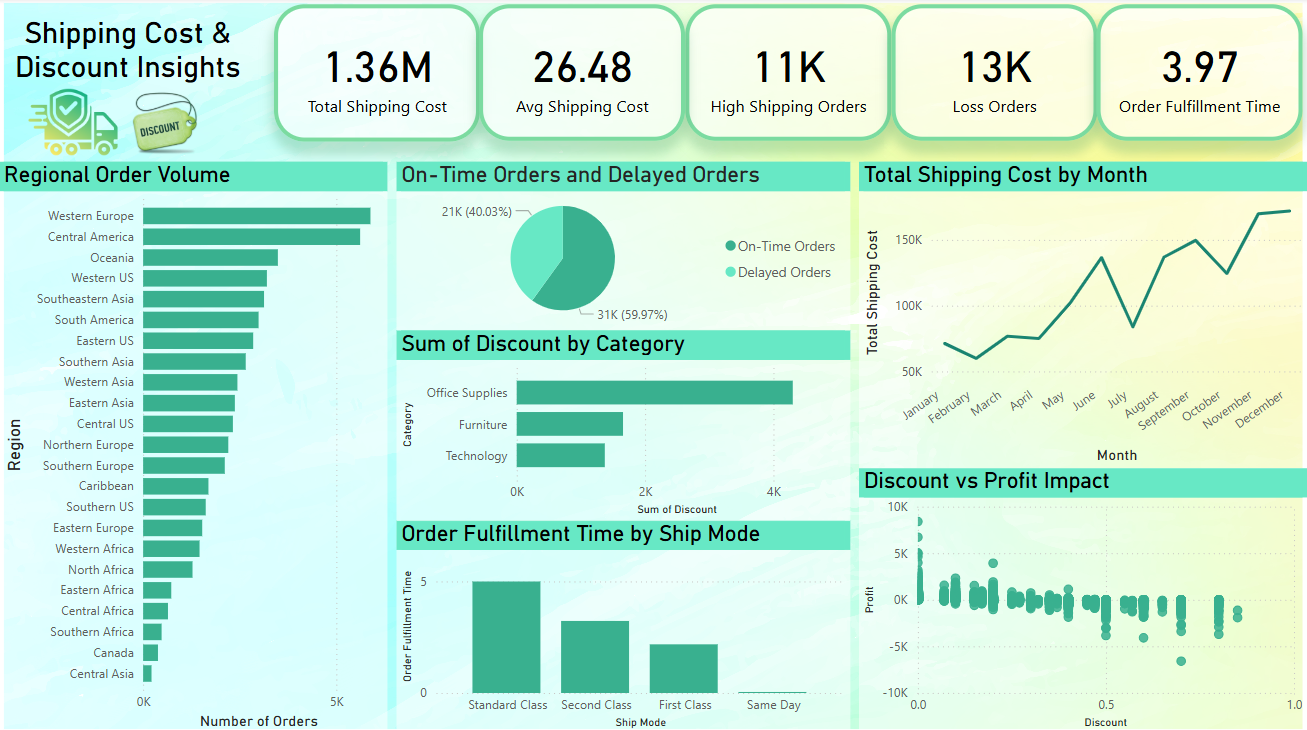 Shipping Cost &
Discount Insights
DISCOUNT
1.36M
Total Shipping Cost
26.48
Avg Shipping Cost
11K
High Shipping Orders
13K
Loss Orders
3.97
Order Fulfillment Time
Regional Order Volume
Region
Western Europe
Central America
Oceania
Western US
Southeastern Asia
South America
Eastern US
Southern Asia
Western Asia
Eastern Asia
Central US
Northern Europe
Southern Europe
Caribbean
Southern US
Eastern Europe
Western Africa
North Africa
Eastern Africa
Central Africa
Southern Africa
Canada
Central Asia
0K
5K
Number of Orders
On-Time Orders and Delayed Orders
21K (40.03%)
31K (59.97%)
On-Time Orders
Delayed Orders
Sum of Discount by Category
Category
Office Supplies
Furniture
Technology
0K
2K
4K
Sum of Discount
Order Fulfillment Time by Ship Mode
Order Fulfillment Time
5
0
Standard Class
Second Class
First Class
Same Day
Ship Mode
Total Shipping Cost by Month
Total Shipping Cost
150K
100K
50K
January
February
March
April
May
June
July
August
September
October
November
December
Month
Discount vs Profit Impact
Profit
10K
5K
0K
-5K
-10K
0.0
0.5
1.0
Discount